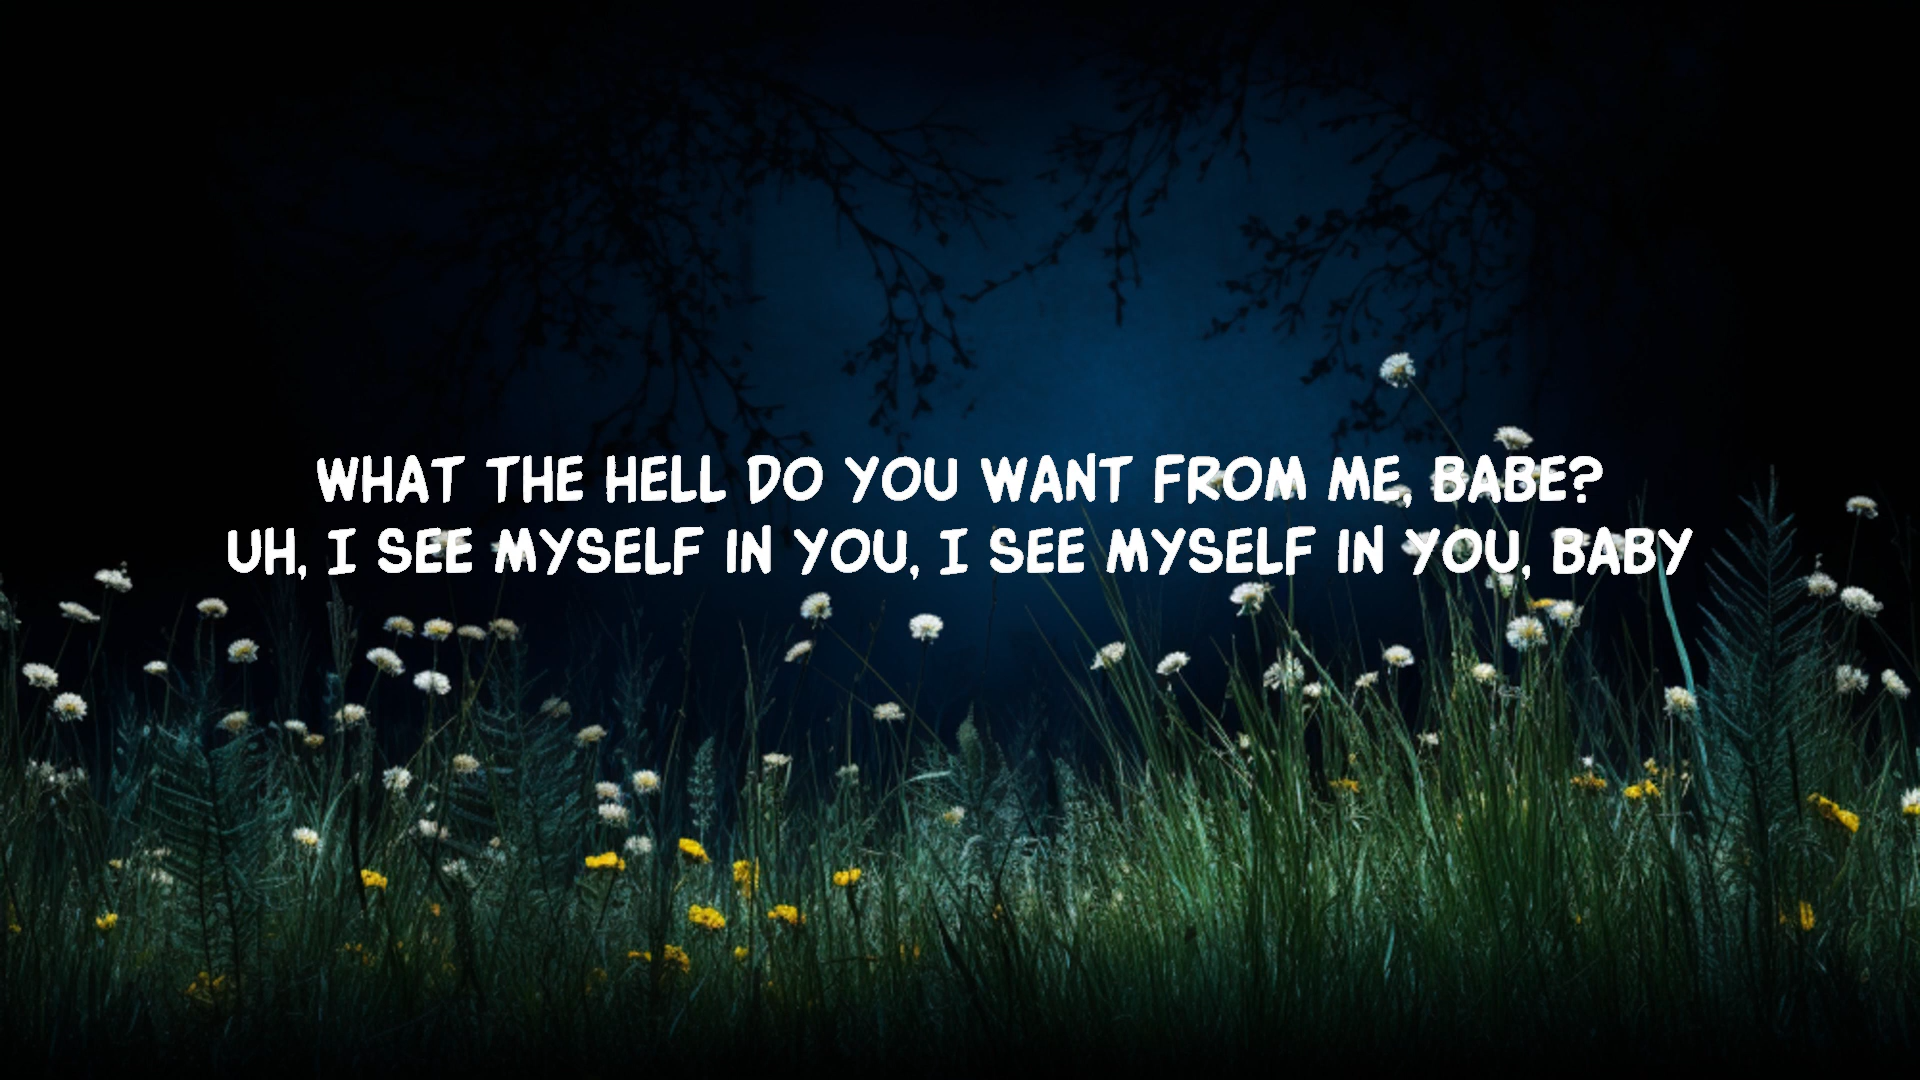 WHAT THE HELL DO YOU WANT FROM ME, BABE?
UH, I SEE MYSELF IN YOU, I SEE MYSELF IN YOU, BABY